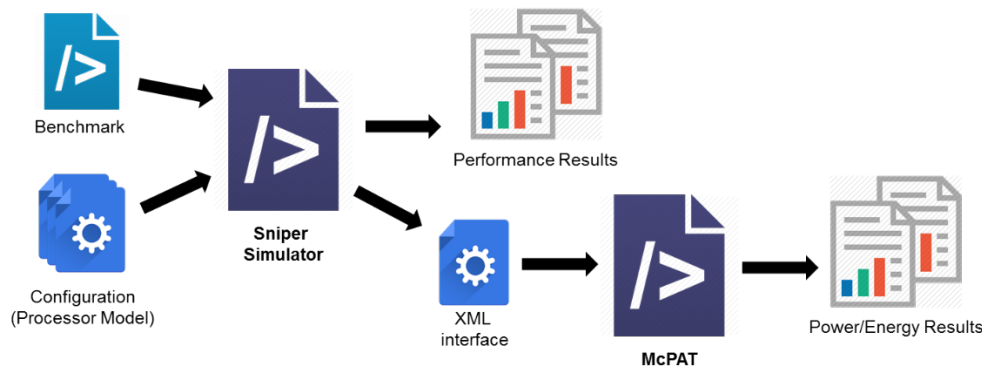 />
Benchmark
Configuration
(Processor Model)
/>
Sniper
Simulator
Performance Results
XML
interface
/>
McPAT
Power/Energy Results